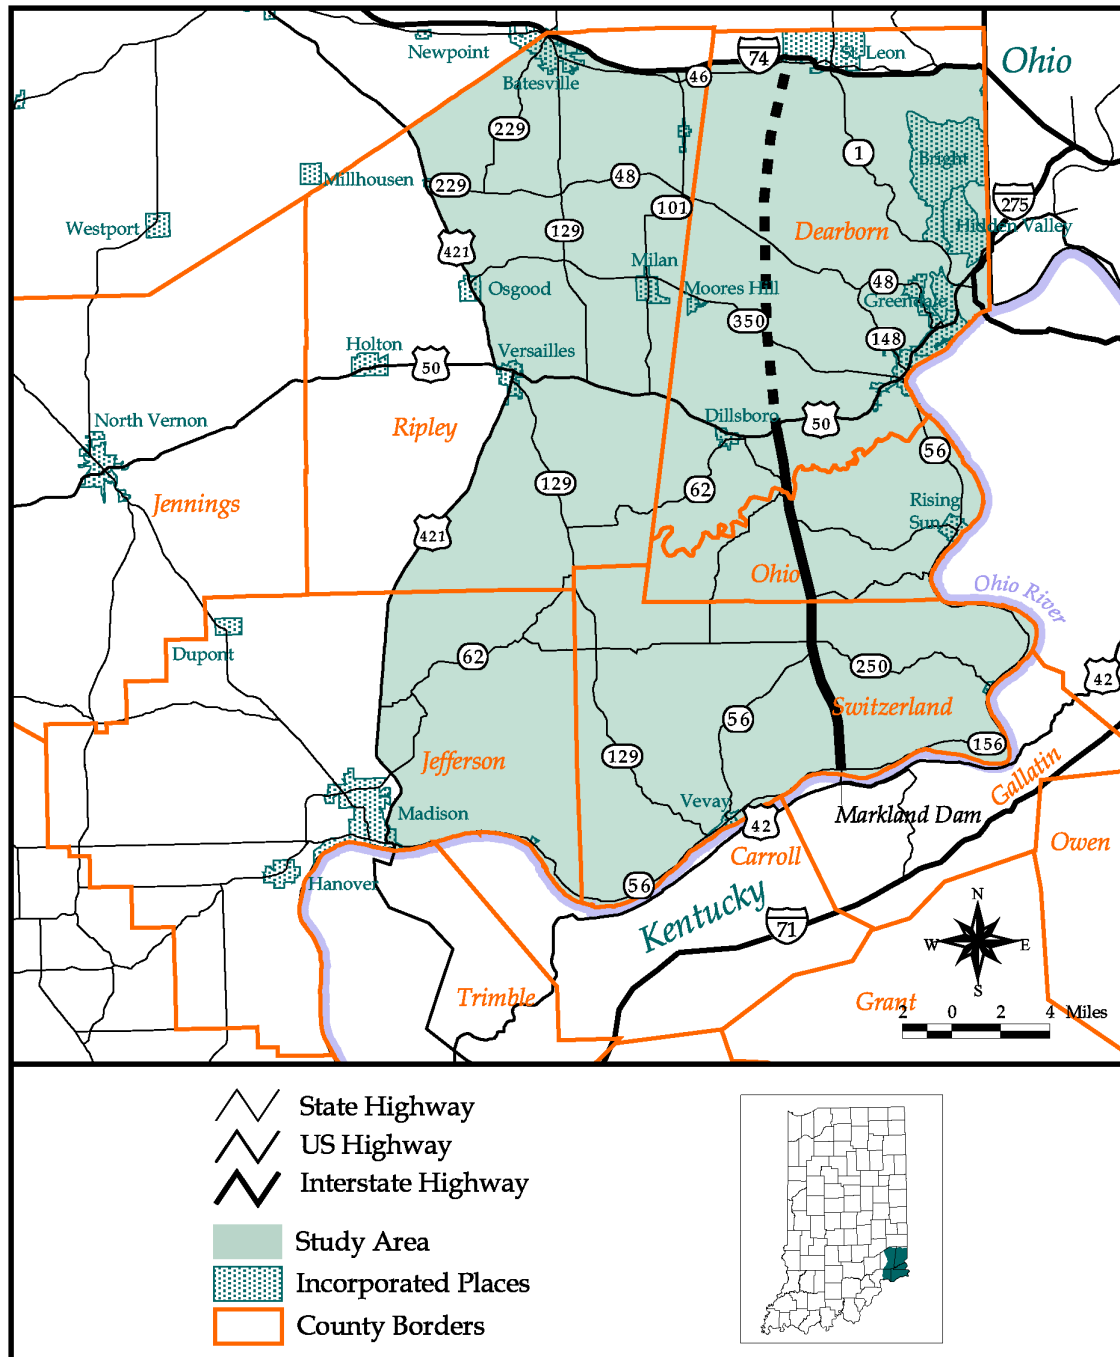 Newpoint
Batesville
74
St. Leon
Ohio
46
229
1
Bright
Millhousen
229
48
101
275
Westport
129
Dearborn
Hidden Valley
421
Milan
Osgood
Moores Hill
48
Greendale
350
148
Holton
50
Versailles
North Vernon
Ripley
Dillsboro
50
56
Jennings
129
62
Rising
Sun
421
Ohio
Ohio River
Dupont
62
250
42
56
Switzerland
129
156
Jefferson
Gallatin
Madison
Vevay
42
Markland Dam
Carroll
Owen
Hanover
56
Kentucky
71
N
W
E
S
Trimble
Grant
2 0 2 4 Miles
State Highway
US Highway
Interstate Highway
Study Area
Incorporated Places
County Borders